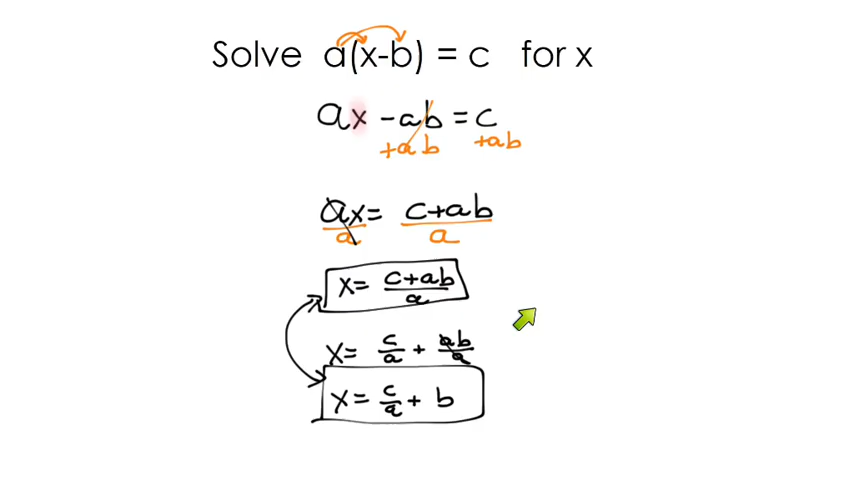 Solve a(x-b) = c for x
ax - ab = c
+ab +ab
ax = c+ab
a a
x = c+ab
a
x = c/a + ab/a
x = c/a + b